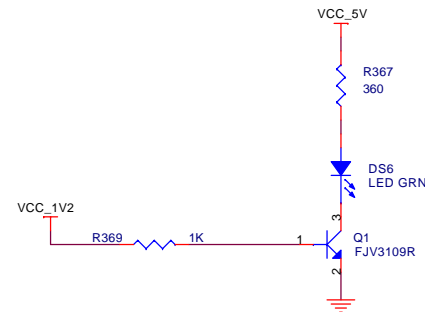 VCC_5V
R367
360
DS6
LED GRN
VCC_1V2
R369 1K
1
3
Q1
FJV3109R
2